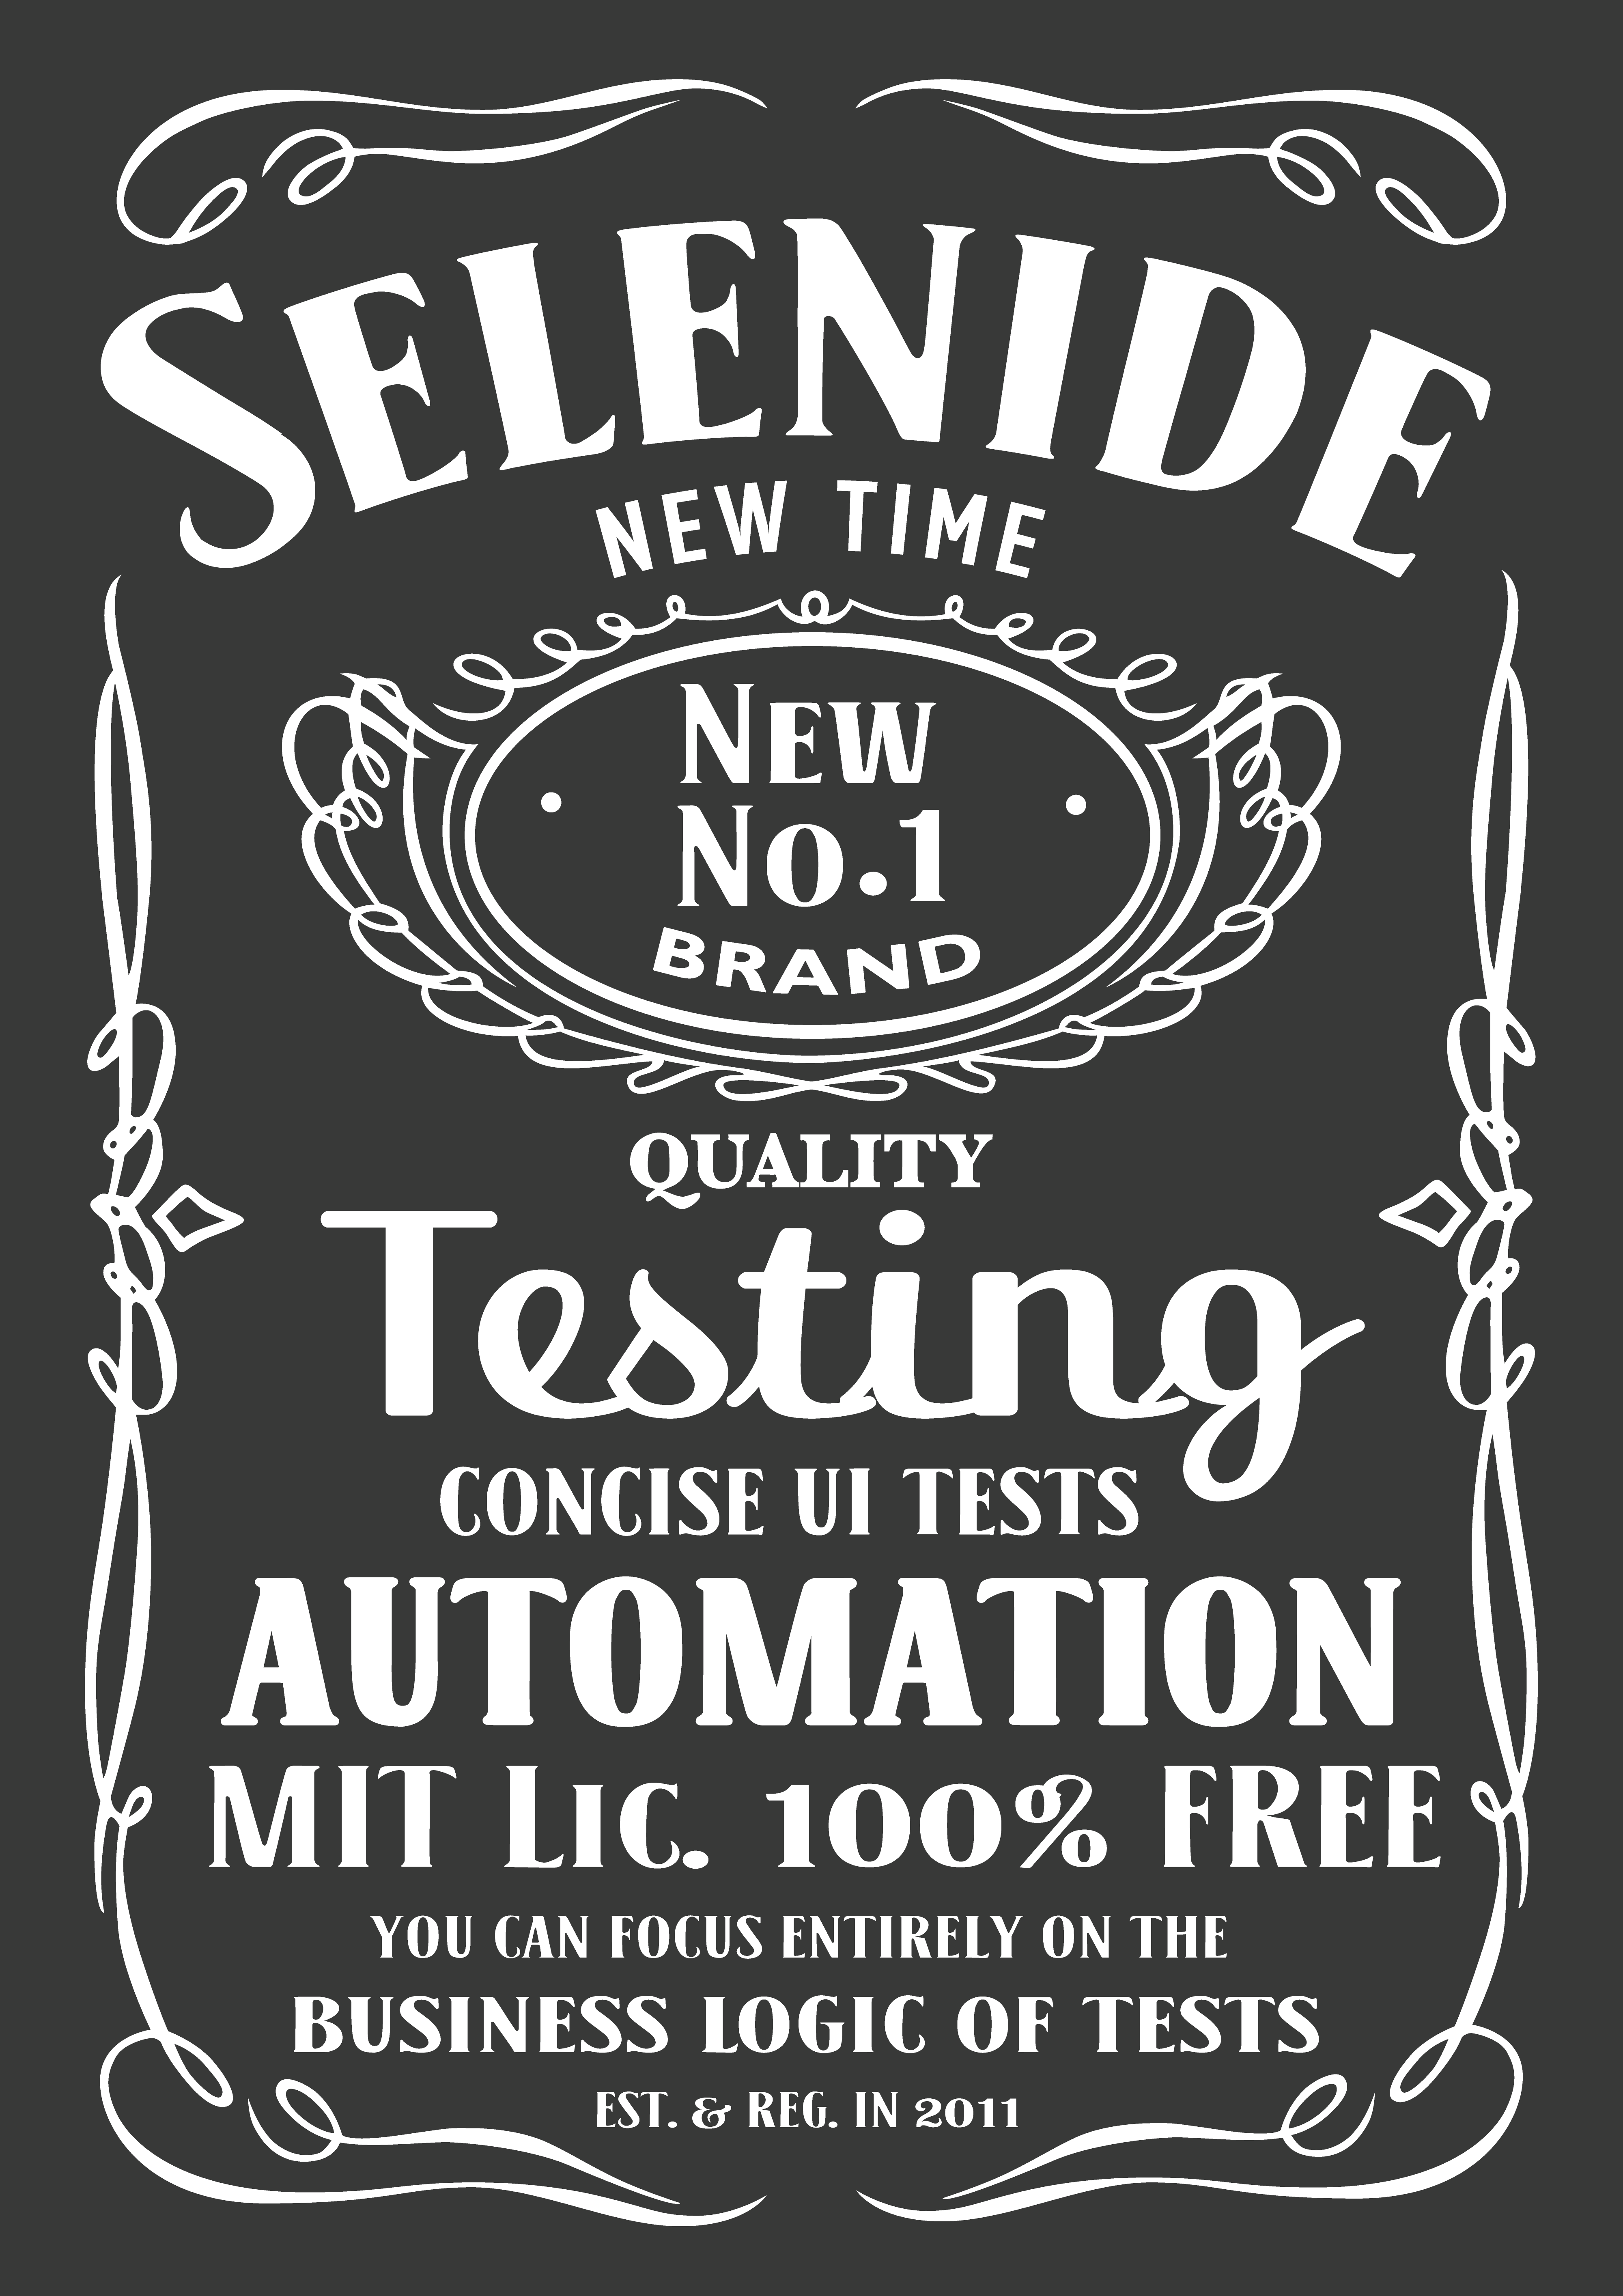 SELENIDE
NEW TIME
NEW
No.1
BRAND
QUALITY
Testing
CONCISE UI TESTS
AUTOMATION
MIT LIC. 100% FREE
YOU CAN FOCUS ENTIRELY ON THE
BUSINESS LOGIC OF TESTS
EST. & REG. IN 2011